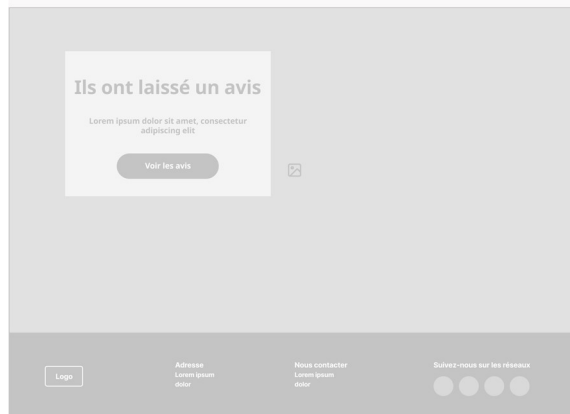 Ils ont laissé un avis
Lorem ipsum dolor sit amet, consectetur
adipiscing elit
Voir les avis
Logo
Adresse
Lorem ipsum
dolor
Nous contacter
Lorem ipsum
dolor
Suivez-nous sur les réseaux